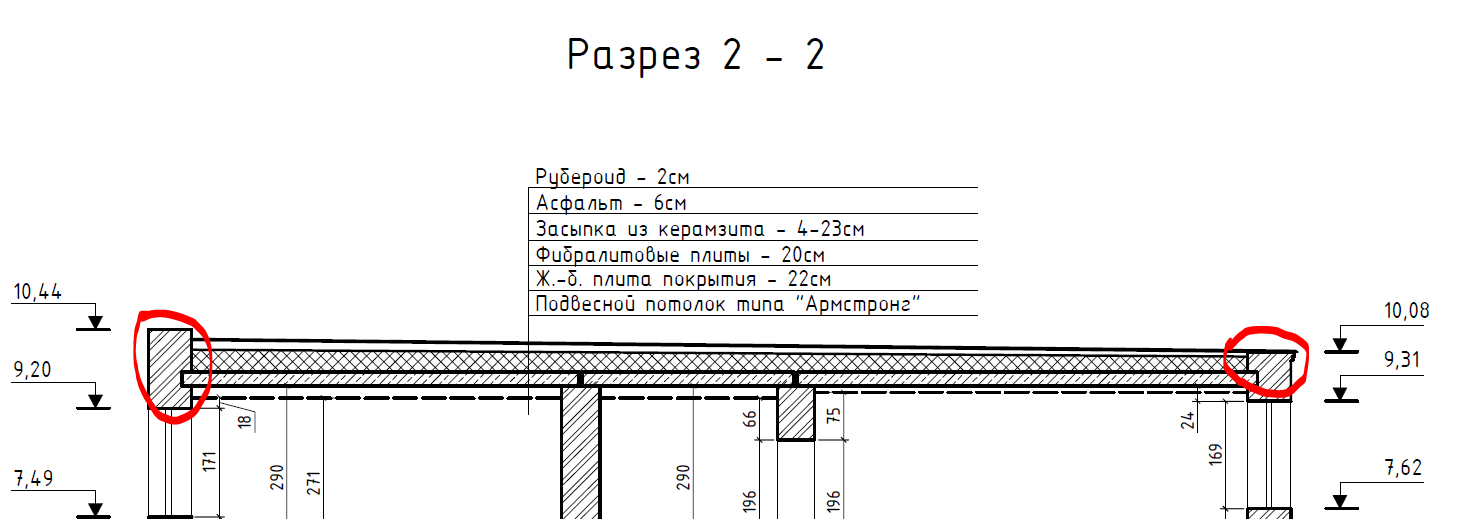 Разрез 2 - 2
Рубероид - 2см
Асфальт - 6см
Засыпка из керамзита - 4-23см
Фибралитовые плиты - 20см
Ж.-б. плита покрытия - 22см
Подвесной потолок типа "Армстронг"
10,44
10,08
9,20
9,31
18
66
75
24
171
290
271
290
196
196
169
7,49
7,62